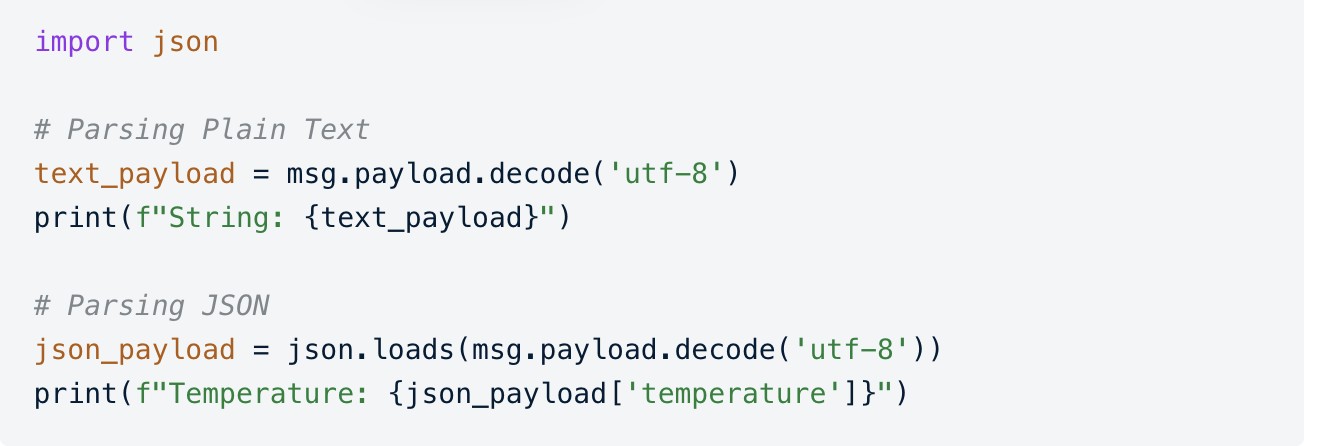 import json
# Parsing Plain Text
text_payload = msg.payload.decode('utf-8')
print(f"String: {text_payload}")
# Parsing JSON
json_payload = json.loads(msg.payload.decode('utf-8'))
print(f"Temperature: {json_payload['temperature']}")